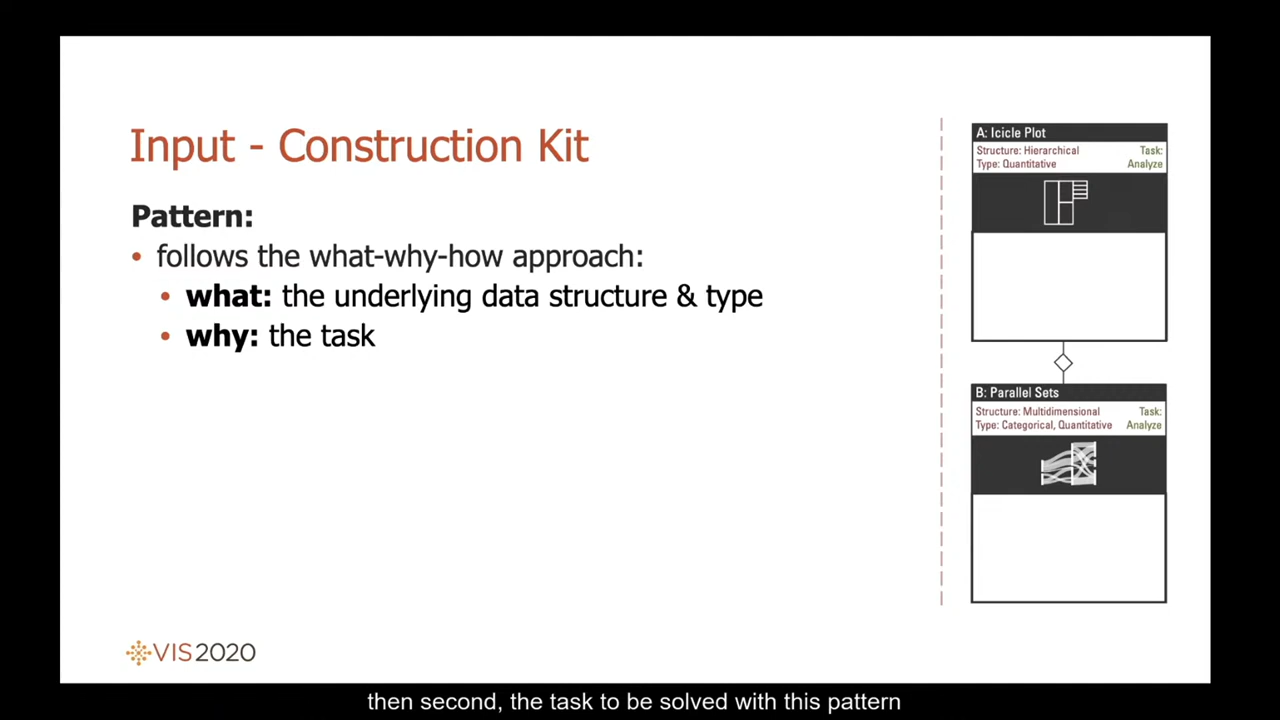 Input - Construction Kit
Pattern:
• follows the what-why-how approach:
• what: the underlying data structure & type
• why: the task
A: Icicle Plot
Structure: Hierarchical
Type: Quantitative
Task:
Analyze
B: Parallel Sets
Structure: Multidimensional
Type: Categorical, Quantitative
Task:
Analyze
VIS2020
then second, the task to be solved with this pattern